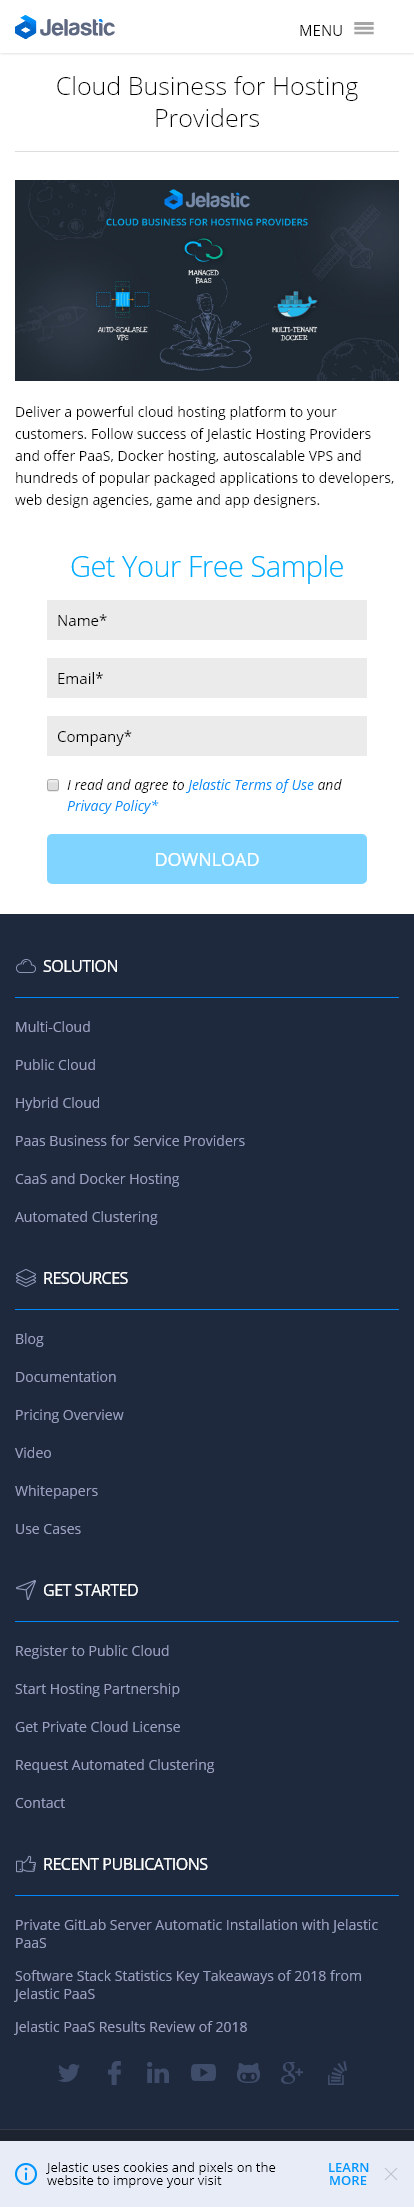 Jelastic
MENU
Cloud Business for Hosting
Providers
Jelastic
CLOUD BUSINESS FOR HOSTING PROVIDERS
MANAGED
PAAS
AUTO-SCALABLE
VPS
MULTI-TENANT
DOCKER
Deliver a powerful cloud hosting platform to your
customers. Follow success of Jelastic Hosting Providers
and offer PaaS, Docker hosting, autoscalable VPS and
hundreds of popular packaged applications to developers,
web design agencies, game and app designers.
Get Your Free Sample
Name*
Email*
Company*
I read and agree to Jelastic Terms of Use and
Privacy Policy*
DOWNLOAD
SOLUTION
Multi-Cloud
Public Cloud
Hybrid Cloud
Paas Business for Service Providers
CaaS and Docker Hosting
Automated Clustering
RESOURCES
Blog
Documentation
Pricing Overview
Video
Whitepapers
Use Cases
GET STARTED
Register to Public Cloud
Start Hosting Partnership
Get Private Cloud License
Request Automated Clustering
Contact
RECENT PUBLICATIONS
Private GitLab Server Automatic Installation with Jelastic
PaaS
Software Stack Statistics Key Takeaways of 2018 from
Jelastic PaaS
Jelastic PaaS Results Review of 2018
Jelastic uses cookies and pixels on the
website to improve your visit
LEARN
MORE